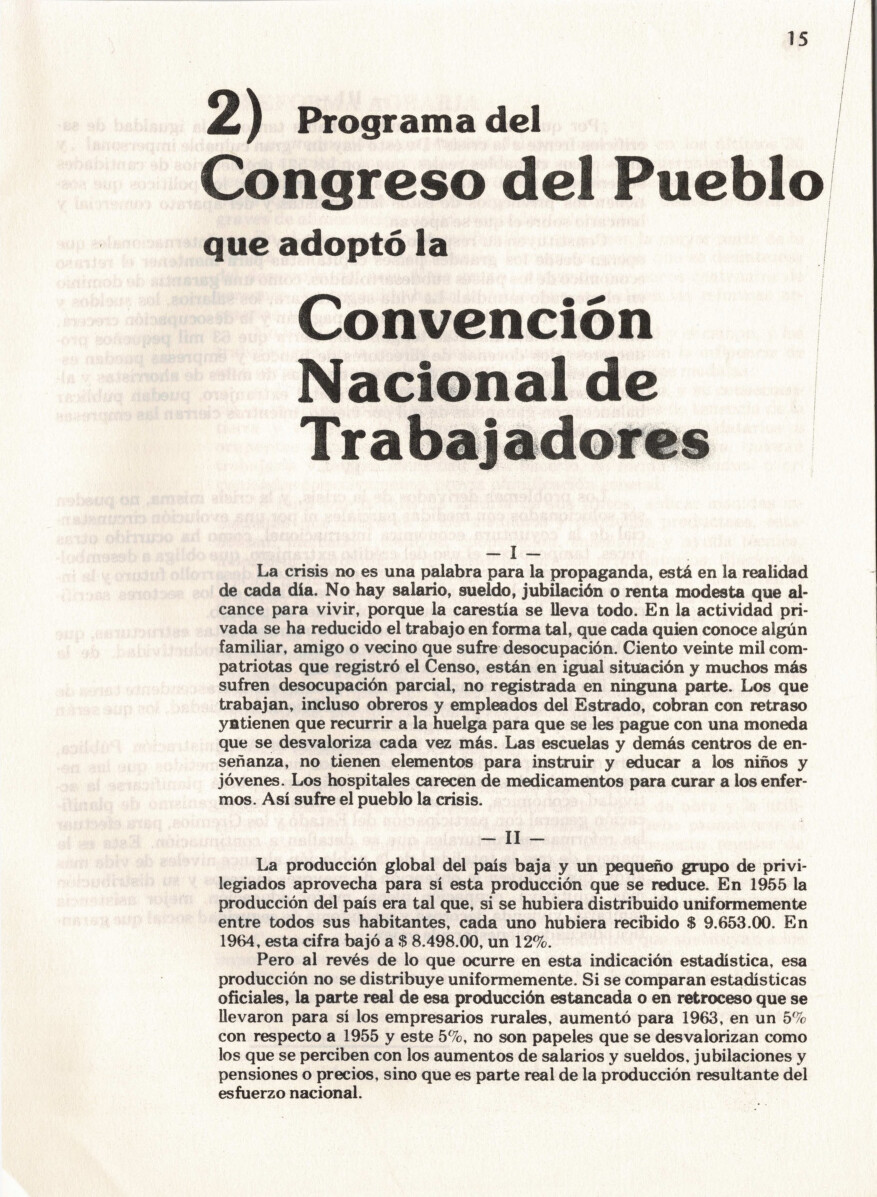 15
2) Programa del
Congreso del Pueblo
que adoptó la
Convención
Nacional de
Trabajadores
— I —
La crisis no es una palabra para la propaganda, está en la realidad
de cada día. No hay salario, sueldo, jubilación o renta modesta que al-
cance para vivir, porque la carestía se lleva todo. En la actividad pri-
vada se ha reducido el trabajo en forma tal, que cada quien conoce algún
familiar, amigo o vecino que sufre desocupación. Ciento veinte mil com-
patriotas que registró el Censo, están en igual situación y muchos más
sufren desocupación parcial, no registrada en ninguna parte. Los que
trabajan, incluso obreros y empleados del Estrado, cobran con retraso
y tienen que recurrir a la huelga para que se les pague con una moneda
que se desvaloriza cada vez más. Las escuelas y demás centros de en-
señanza, no tienen elementos para instruir y educar a los niños y
jóvenes. Los hospitales carecen de medicamentos para curar a los enfer-
mos. Así sufre el pueblo la crisis.
— II —
La producción global del país baja y un pequeño grupo de privi-
legiados aprovecha para sí esta producción que se reduce. En 1955 la
producción del país era tal que, si se hubiera distribuido uniformemente
entre todos sus habitantes, cada uno hubiera recibido $ 9.653.00. En
1964, esta cifra bajó a $ 8.498.00, un 12%.
Pero al revés de lo que ocurre en esta indicación estadística, esa
producción no se distribuye uniformemente. Si se comparan estadísticas
oficiales, la parte real de esa producción estancada o en retroceso que se
llevaron para sí los empresarios rurales, aumentó para 1963, en un 5%
con respecto a 1955 y este 5%, no son papeles que se desvalorizan como
los que se perciben con los aumentos de salarios y sueldos, jubilaciones y
pensiones o precios, sino que es parte real de la producción resultante del
esfuerzo nacional.